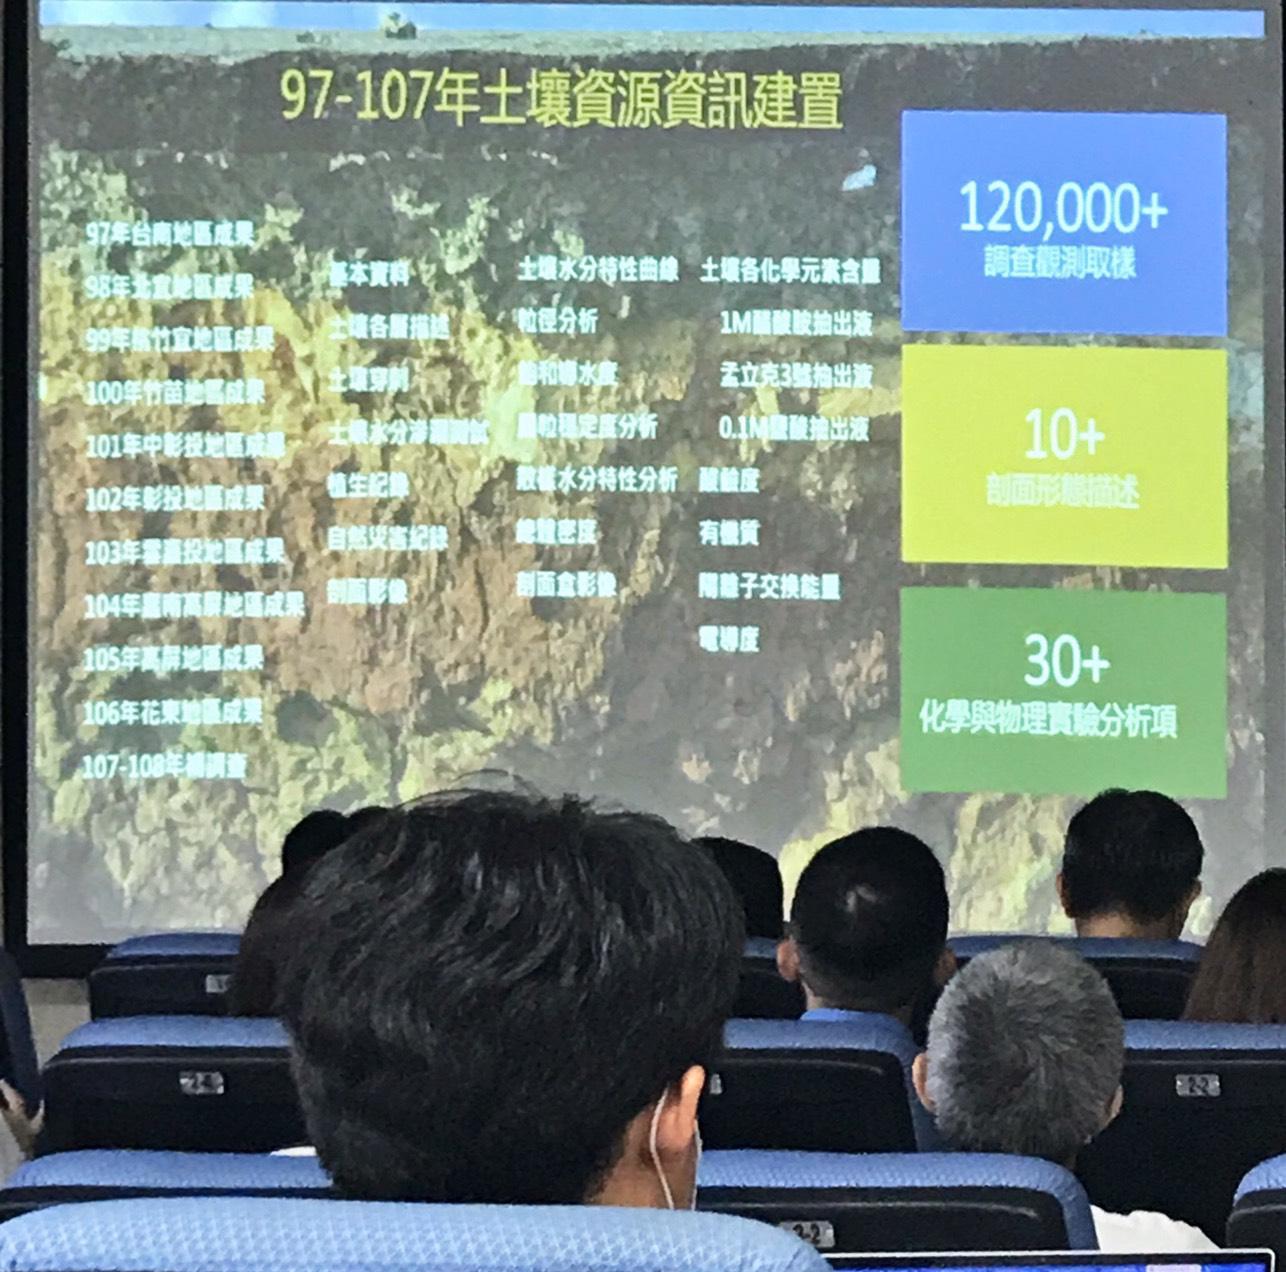 97-107年土壤資源資訊建置
97年台南地區成果
98年北宜地區成果
99年桃竹宜地區成果
100年竹苗地區成果
101年中彰投地區成果
102年彰投地區成果
103年雲嘉投地區成果
104年嘉南高屏地區成果
105年高屏地區成果
106年花東地區成果
107-108年補調查
基本資料
土壤各層描述
土壤穿刺
土壤水分滲漏測試
植生紀錄
自然災害紀錄
剖面影像
土壤水分特性曲線
粒徑分析
飽和導水度
團粒穩定度分析
散樣水分特性分析
總體密度
剖面盒影像
土壤各化學元素含量
1M醋酸胺抽出液
孟立克3號抽出液
0.1M鹽酸抽出液
酸鹼度
有機質
陽離子交換能量
電導度
120,000+
調查觀測取樣
10+
剖面形態描述
30+
化學與物理實驗分析項
2-2